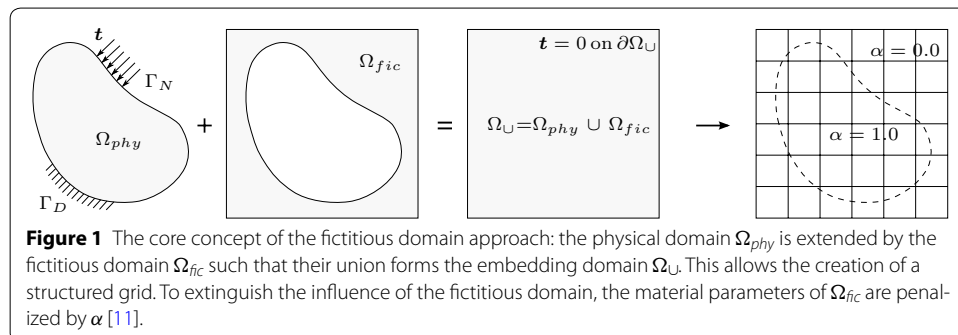 t
Γ_N
Ω_phy
Γ_D
+
Ω_fic
=
t = 0 on ∂Ω_∪
Ω_∪=Ω_phy ∪ Ω_fic
α = 0.0
α = 1.0
Figure 1 The core concept of the fictitious domain approach: the physical domain Ω_phy is extended by the
fictitious domain Ω_fic such that their union forms the embedding domain Ω_∪. This allows the creation of a
structured grid. To extinguish the influence of the fictitious domain, the material parameters of Ω_fic are penal-
ized by α [11].